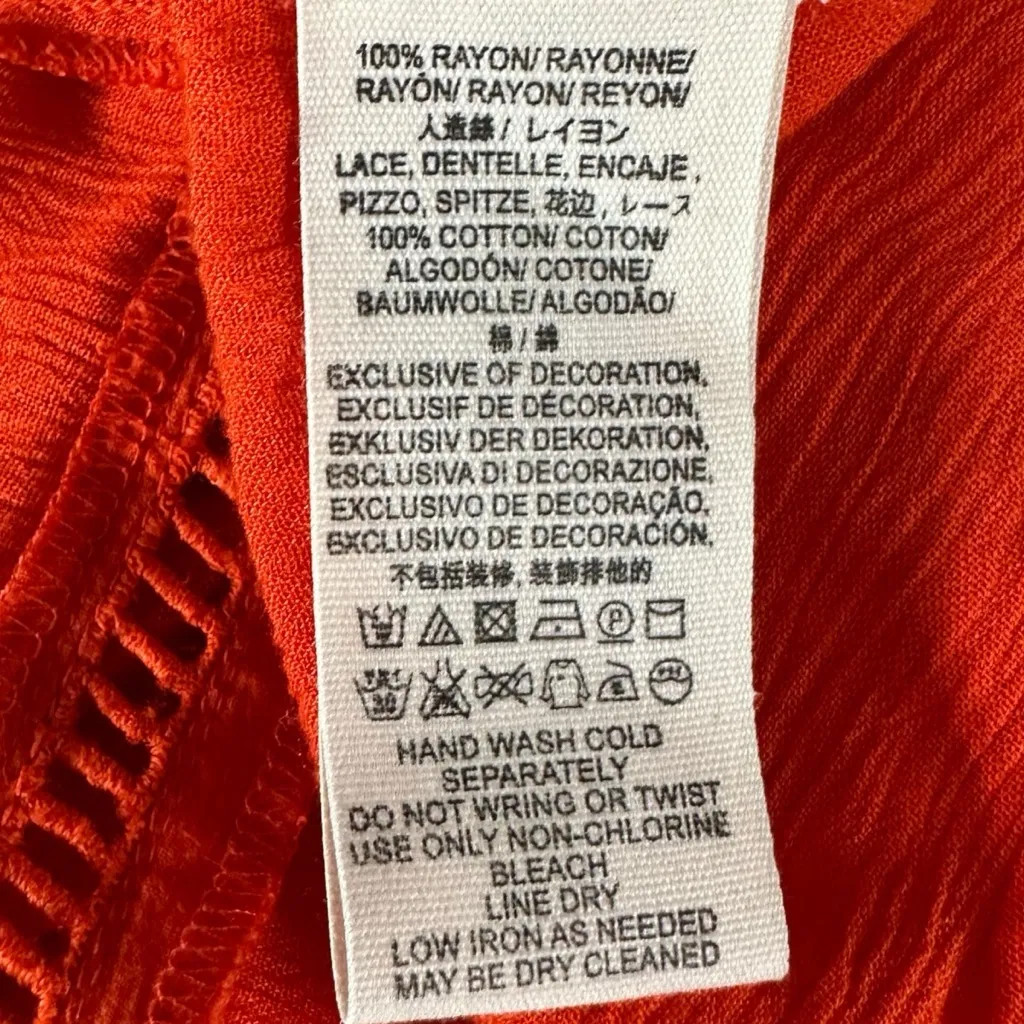 100% RAYON/ RAYONNE/
RAYÓN/ RAYON/ REYON/
人造絲 / レイヨン
LACE, DENTELLE, ENCAJE ,
PIZZO, SPITZE, 花边 , レース
100% COTTON/ COTON/
ALGODÓN/ COTONE/
BAUMWOLLE/ ALGODÃO/
棉 / 綿
EXCLUSIVE OF DECORATION,
EXCLUSIF DE DÉCORATION,
EXKLUSIV DER DEKORATION,
ESCLUSIVA DI DECORAZIONE,
EXCLUSIVO DE DECORAÇÃO,
EXCLUSIVO DE DECORACIÓN,
不包括装修, 装飾排他的
P
30
HAND WASH COLD
SEPARATELY
DO NOT WRING OR TWIST
USE ONLY NON-CHLORINE
BLEACH
LINE DRY
LOW IRON AS NEEDED
MAY BE DRY CLEANED